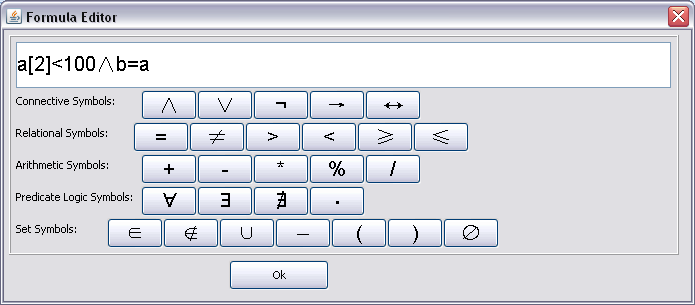 Formula Editor
a[2]<100∧b=a
Connective Symbols: ∧ ∨ ¬ → ↔
Relational Symbols: = ≠ > < ⩾ ⩽
Arithmetic Symbols: + - * % /
Predicate Logic Symbols: ∀ ∃ ∄ ·
Set Symbols: ∈ ∉ ∪ − ( ) ∅
Ok